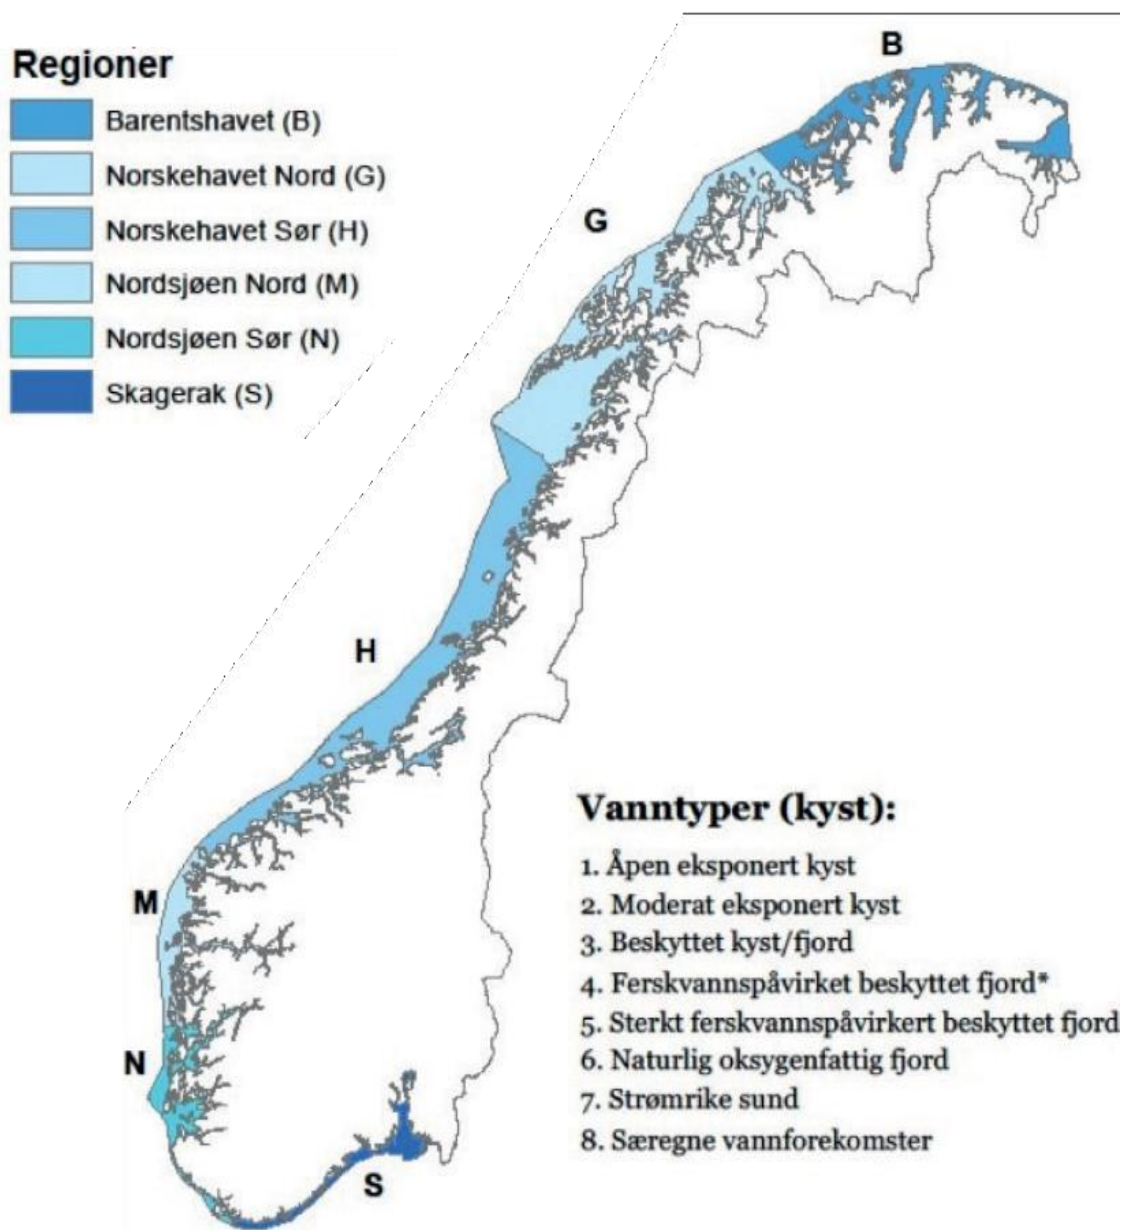 Regioner
Barentshavet (B)
Norskehavet Nord (G)
Norskehavet Sør (H)
Nordsjøen Nord (M)
Nordsjøen Sør (N)
Skagerak (S)
B
G
H
M
N
S
Vanntyper (kyst):
1. Åpen eksponert kyst
2. Moderat eksponert kyst
3. Beskyttet kyst/fjord
4. Ferskvannspåvirket beskyttet fjord*
5. Sterkt ferskvannspåvirkert beskyttet fjord
6. Naturlig oksygenfattig fjord
7. Strømrike sund
8. Særegne vannforekomster